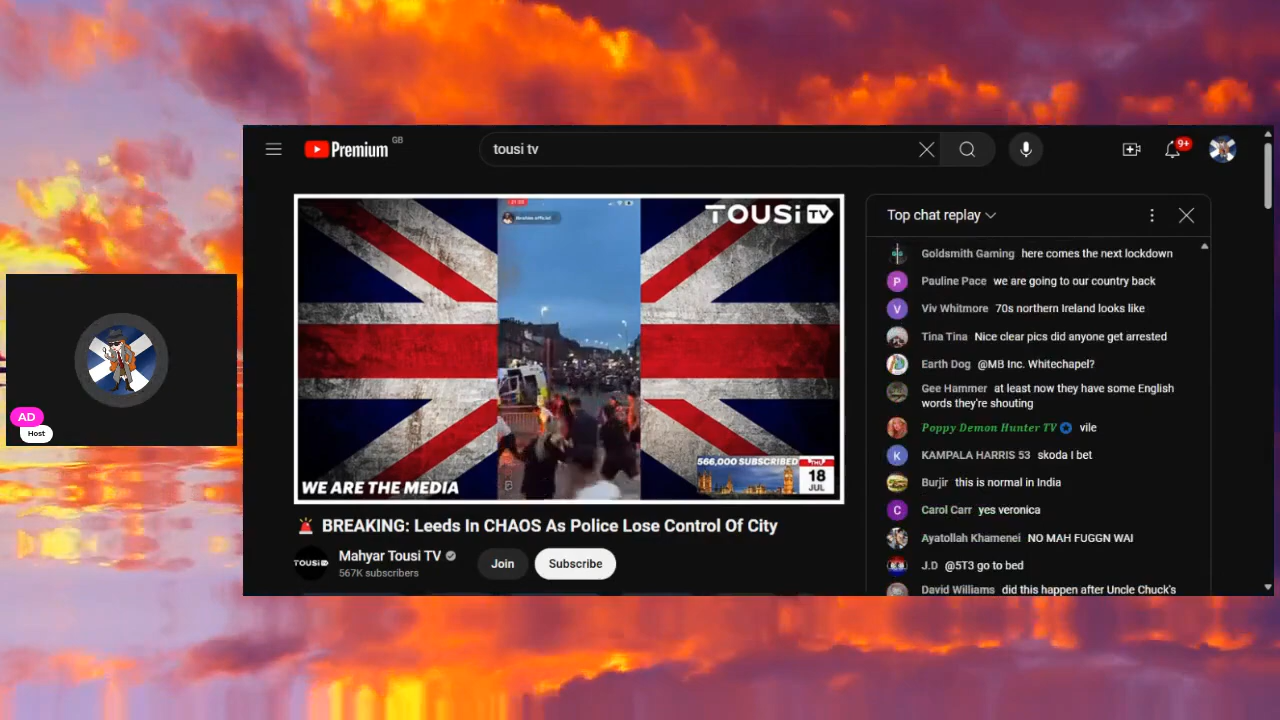 Premium GB
tousi tv
9+
TOUSi TV
WE ARE THE MEDIA
566,000 SUBSCRIBED
THU
18
JUL
BREAKING: Leeds In CHAOS As Police Lose Control Of City
TOUSi
Mahyar Tousi TV
567K subscribers
Join
Subscribe
Top chat replay
Goldsmith Gaming here comes the next lockdown
P Pauline Pace we are going to our country back
V Viv Whitmore 70s northern Ireland looks like
Tina Tina Nice clear pics did anyone get arrested
Earth Dog @MB Inc. Whitechapel?
Gee Hammer at least now they have some English
words they're shouting
Poppy Demon Hunter TV vile
K KAMPALA HARRIS 53 skoda I bet
Burjir this is normal in India
C Carol Carr yes veronica
Ayatollah Khamenei NO MAH FUGGN WAI
J.D @5T3 go to bed
David Williams did this happen after Uncle Chuck's
AD
Host